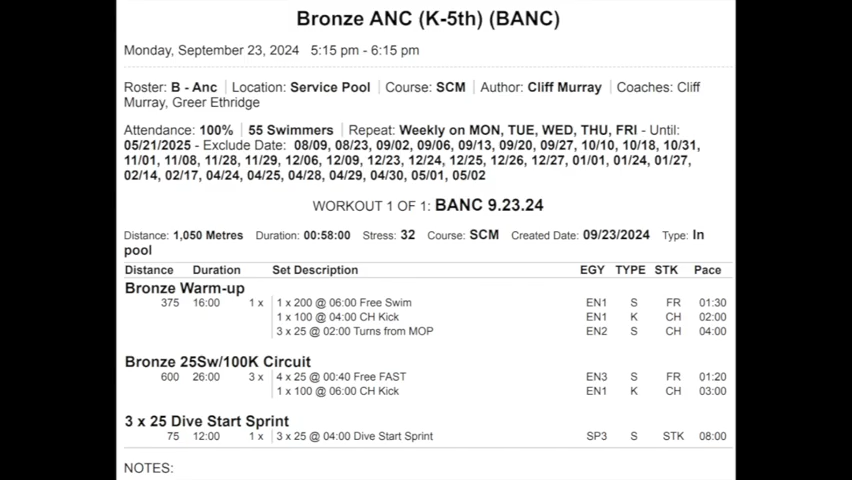 Bronze ANC (K-5th) (BANC)
Monday, September 23, 2024 5:15 pm - 6:15 pm
Roster: B - Anc Location: Service Pool Course: SCM Author: Cliff Murray Coaches: Cliff
Murray, Greer Ethridge
Attendance: 100% 55 Swimmers Repeat: Weekly on MON, TUE, WED, THU, FRI - Until:
05/21/2025 - Exclude Date: 08/09, 08/23, 09/02, 09/06, 09/13, 09/20, 09/27, 10/10, 10/18, 10/31,
11/01, 11/08, 11/28, 11/29, 12/06, 12/09, 12/23, 12/24, 12/25, 12/26, 12/27, 01/01, 01/24, 01/27,
02/14, 02/17, 04/24, 04/25, 04/28, 04/29, 04/30, 05/01, 05/02
WORKOUT 1 OF 1: BANC 9.23.24
Distance: 1,050 Metres Duration: 00:58:00 Stress: 32 Course: SCM Created Date: 09/23/2024 Type: In
pool
Distance Duration Set Description EGY TYPE STK Pace
Bronze Warm-up
375 16:00 1 x 1 x 200 @ 06:00 Free Swim EN1 S FR 01:30
1 x 100 @ 04:00 CH Kick EN1 K CH 02:00
3 x 25 @ 02:00 Turns from MOP EN2 S CH 04:00
Bronze 25Sw/100K Circuit
600 26:00 3 x 4 x 25 @ 00:40 Free FAST EN3 S FR 01:20
1 x 100 @ 06:00 CH Kick EN1 K CH 03:00
3 x 25 Dive Start Sprint
75 12:00 1 x 3 x 25 @ 04:00 Dive Start Sprint SP3 S STK 08:00
NOTES: